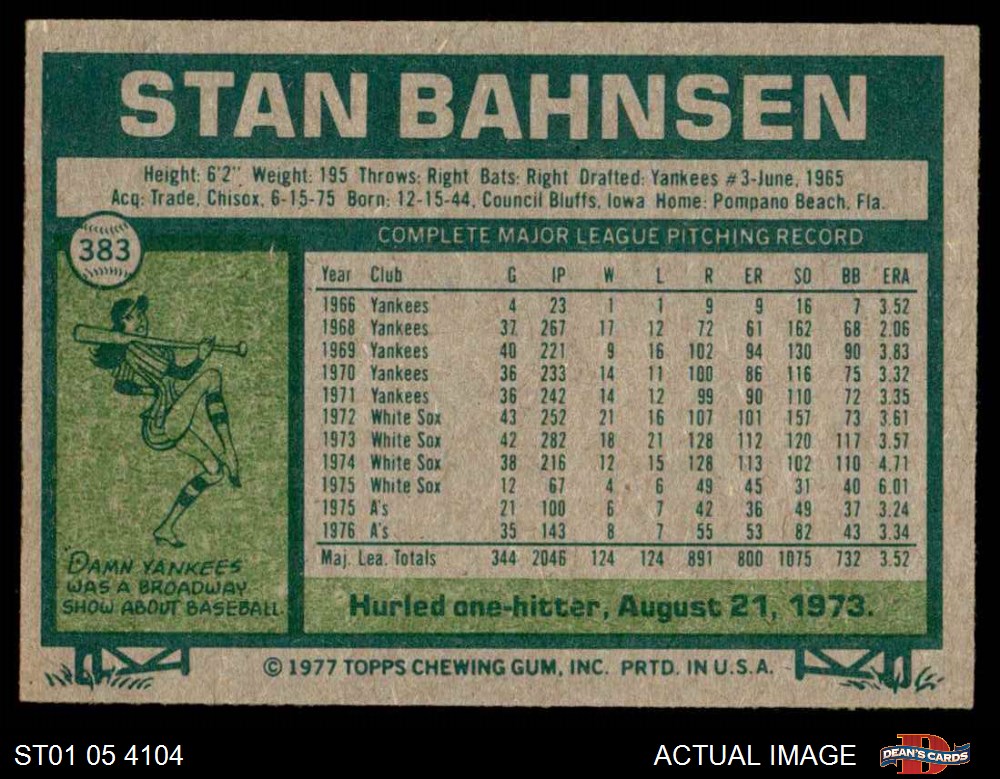 STAN BAHNSEN
Height: 6'2" Weight: 195 Throws: Right Bats: Right Drafted: Yankees #3-June, 1965
Acq: Trade, Chisox, 6-15-75 Born: 12-15-44, Council Bluffs, Iowa Home: Pompano Beach, Fla.
383
COMPLETE MAJOR LEAGUE PITCHING RECORD
Year Club G IP W L R ER SO BB ERA
1966 Yankees 4 23 1 1 9 9 16 7 3.52
1968 Yankees 37 267 17 12 72 61 162 68 2.06
1969 Yankees 40 221 9 16 102 94 130 90 3.83
1970 Yankees 36 233 14 11 100 86 116 75 3.32
1971 Yankees 36 242 14 12 99 90 110 72 3.35
1972 White Sox 43 252 21 16 107 101 157 73 3.61
1973 White Sox 42 282 18 21 128 112 120 117 3.57
1974 White Sox 38 216 12 15 128 113 102 110 4.71
1975 White Sox 12 67 4 6 49 45 31 40 6.01
1975 A's 21 100 6 7 42 36 49 37 3.24
1976 A's 35 143 8 7 55 53 82 43 3.34
Maj. Lea. Totals 344 2046 124 124 891 800 1075 732 3.52
DAMN YANKEES
WAS A BROADWAY
SHOW ABOUT BASEBALL.
Hurled one-hitter, August 21, 1973.
© 1977 TOPPS CHEWING GUM, INC. PRTD. IN U.S.A.
ST01 05 4104
ACTUAL IMAGE
DEAN'S CARDS